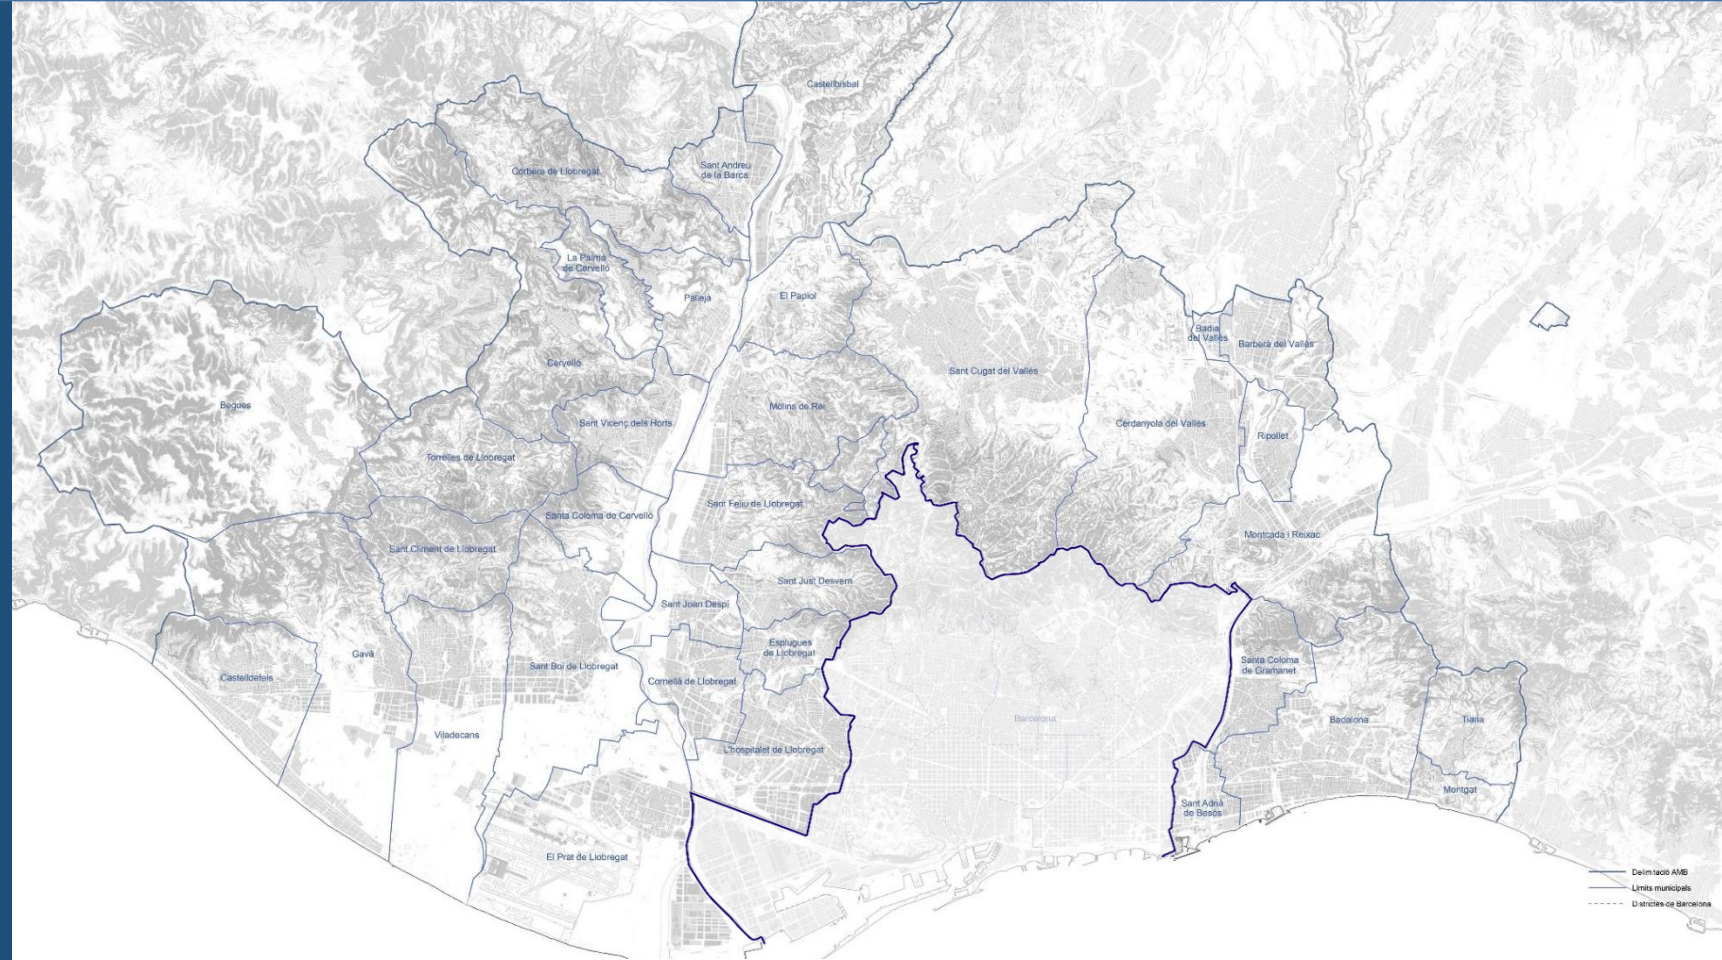 Castellbisbal
Sant Andreu
de la Barca
Corbera de Llobregat
La Palma
de Cervelló
Pallejà
El Papiol
Badia
del Vallès
Barberà del Vallès
Cervelló
Sant Cugat del Vallès
Begues
Molins de Rei
Sant Vicenç dels Horts
Cerdanyola del Vallès
Ripollet
Torrelles de Llobregat
Sant Feliu de Llobregat
Santa Coloma de Cervelló
Montcada i Reixac
Sant Climent de Llobregat
Sant Just Desvern
Sant Joan Despí
Esplugues
de Llobregat
Gavà
Sant Boi de Llobregat
Santa Coloma
de Gramanet
Castelldefels
Cornellà de Llobregat
Barcelona
Badalona
Tiana
Viladecans
L'hospitalet de Llobregat
Montgat
Sant Adrià
de Besòs
El Prat de Llobregat
Delimitació AMB
Límits municipals
Districtes de Barcelona